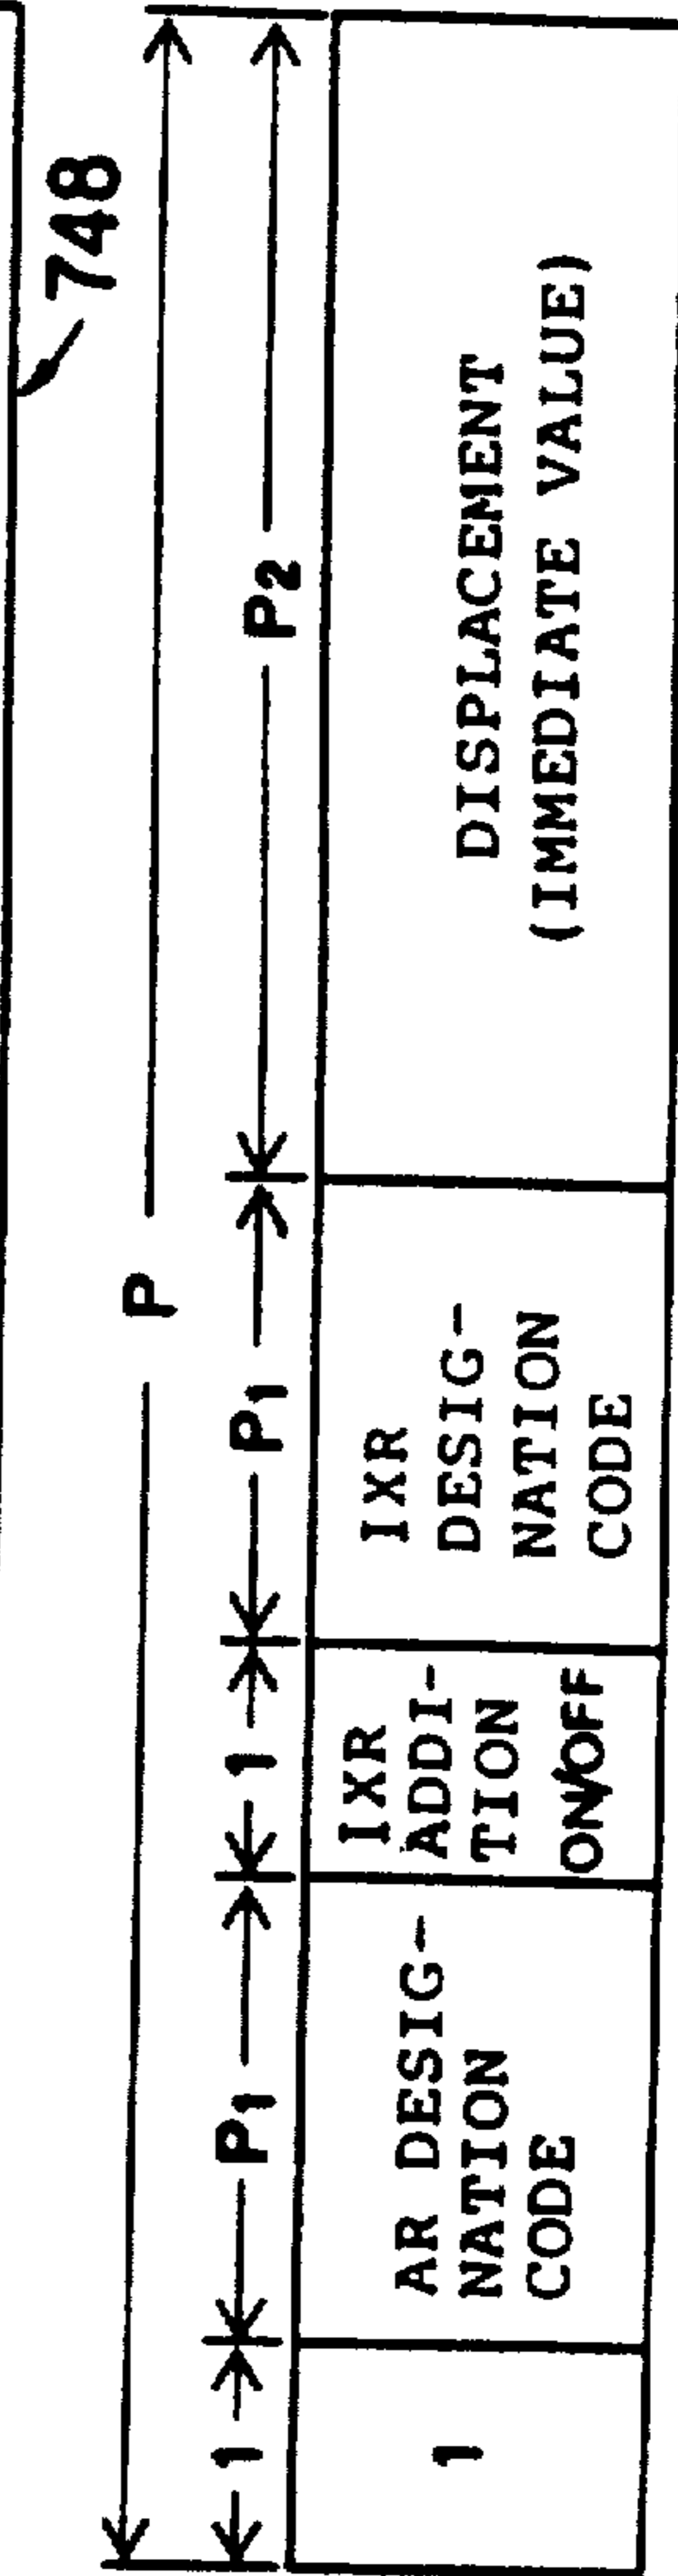 748
P
1
P1
1
P1
P2
1
AR DESIG-
NATION
CODE
IXR
ADDI-
TION
ON/OFF
IXR
DESIG-
NATION
CODE
DISPLACEMENT
(IMMEDIATE VALUE)